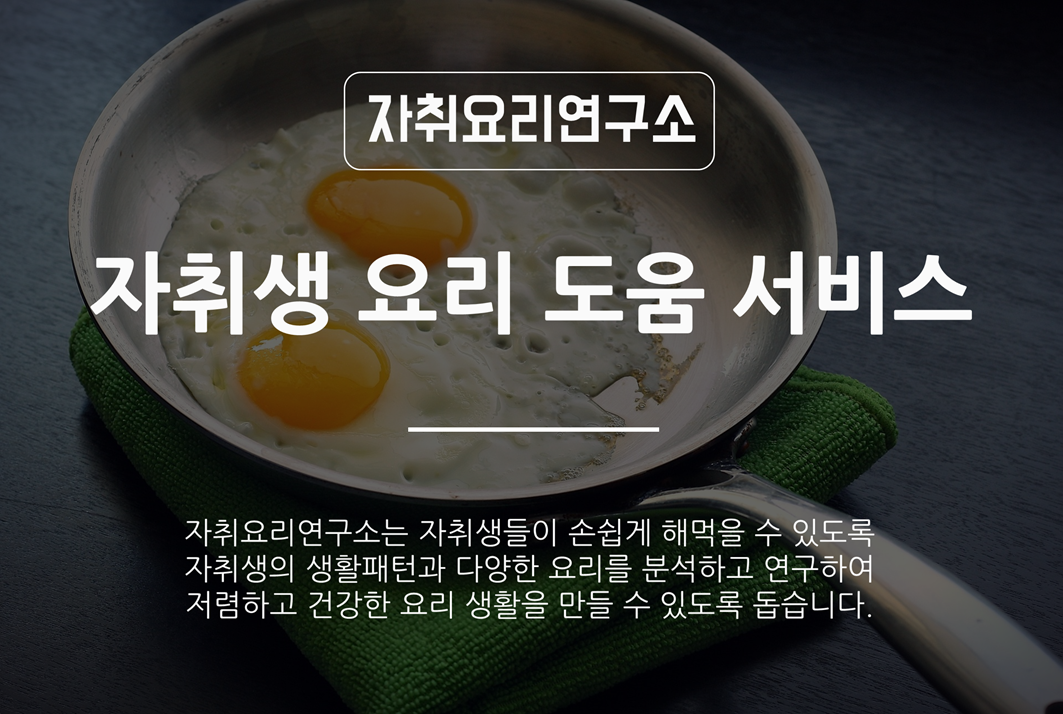 자취요리연구소
자취생 요리 도움 서비스
자취요리연구소는 자취생들이 손쉽게 해먹을 수 있도록
자취생의 생활패턴과 다양한 요리를 분석하고 연구하여
저렴하고 건강한 요리 생활을 만들 수 있도록 돕습니다.